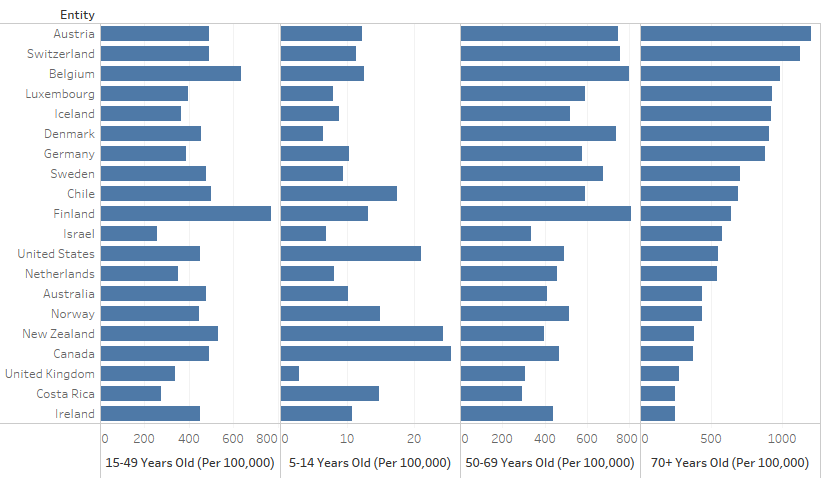 Entity
Austria
Switzerland
Belgium
Luxembourg
Iceland
Denmark
Germany
Sweden
Chile
Finland
Israel
United States
Netherlands
Australia
Norway
New Zealand
Canada
United Kingdom
Costa Rica
Ireland
0 200 400 600 800 0 10 20 0 200 400 600 800 0 500 1000
15-49 Years Old (Per 100,000) 5-14 Years Old (Per 100,000) 50-69 Years Old (Per 100,000) 70+ Years Old (Per 100,000)